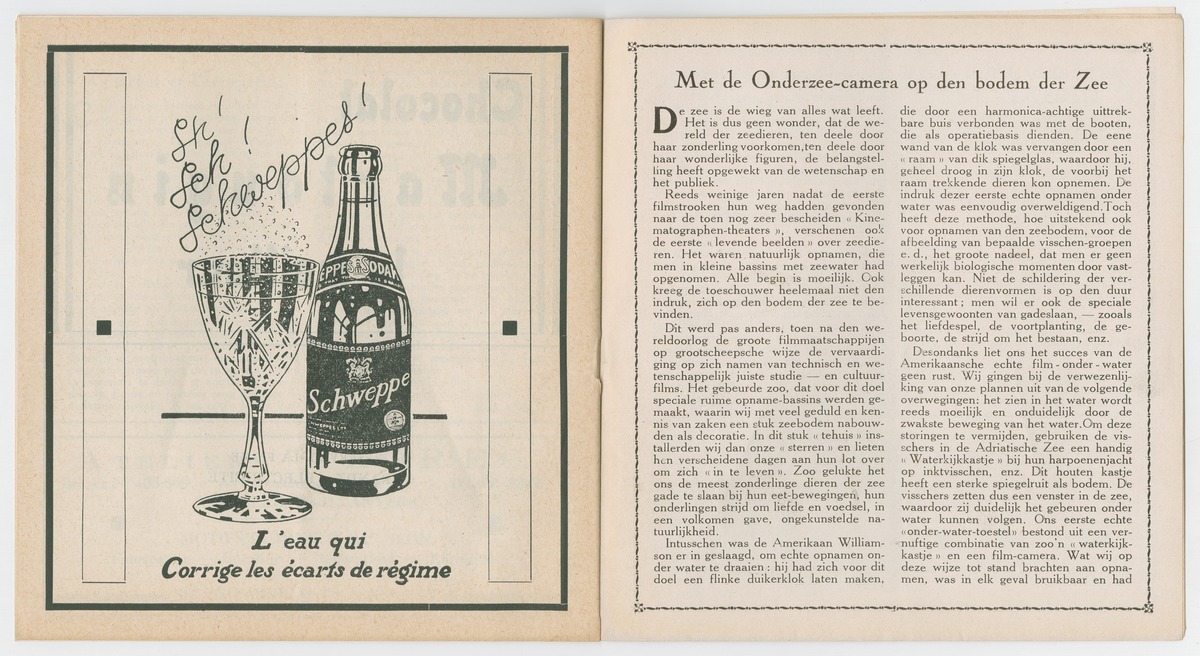 Sh!
Sch!
Schweppes!
EPPES SODA
Schweppe
L'eau qui
Corrige les écarts de régime
Met de Onderzee-camera op den bodem der Zee
De zee is de wieg van alles wat leeft.
Het is dus geen wonder, dat de we-
reld der zeedieren, ten deele door
haar zonderling voorkomen,ten deele door
haar wonderlijke figuren, de belangstel-
ling heeft opgewekt van de wetenschap en
het publiek.
Reeds weinige jaren nadat de eerste
filmstrooken hun weg hadden gevonden
naar de toen nog zeer bescheiden « Kine-
matographen-theaters », verschenen ook
de eerste « levende beelden » over zeedie-
ren. Het waren natuurlijk opnamen, die
men in kleine bassins met zeewater had
opgenomen. Alle begin is moeilijk. Ook
kreeg de toeschouwer heelemaal niet den
indruk, zich op den bodem der zee te be-
vinden.
Dit werd pas anders, toen na den we-
reldoorlog de groote filmmaatschappijen
op grootscheepsche wijze de vervaardi-
ging op zich namen van technisch en we-
tenschappelijk juiste studie — en cultuur-
films. Het gebeurde zoo, dat voor dit doel
speciale ruime opname-bassins werden ge-
maakt, waarin wij met veel geduld en ken-
nis van zaken een stuk zeebodem nabouw-
den als decoratie. In dit stuk « tehuis » ins-
tallerden wij dan onze « sterren » en lieten
hen verscheidene dagen aan hun lot over
om zich « in te leven ». Zoo gelukte het
ons de meest zonderlinge dieren der zee
gade te slaan bij hun eet-bewegingen, hun
onderlingen strijd om liefde en voedsel, in
een volkomen gave, ongekunstelde na-
tuurlijkheid.
Intusschen was de Amerikaan William-
son er in geslaagd, om echte opnamen on-
der water te draaien : hij had zich voor dit
doel een flinke duikerklok laten maken,
die door een harmonica-achtige uittrek-
bare buis verbonden was met de booten,
die als operatiebasis dienden. De eene
wand van de klok was vervangen door een
« raam » van dik spiegelglas, waardoor hij,
geheel droog in zijn klok, de voorbij het
raam trekkende dieren kon opnemen. De
indruk dezer eerste echte opnamen onder
water was eenvoudig overweldigend.Toch
heeft deze methode, hoe uitstekend ook
voor opnamen van den zeebodem, voor de
afbeelding van bepaalde visschen-groepen
e. d., het groote nadeel, dat men er geen
werkelijk biologische momenten door vast-
leggen kan. Niet de schildering der ver-
schillende dierenvormen is op den duur
interessant ; men wil er ook de speciale
levensgewoonten van gadeslaan, — zooals
het liefdespel, de voortplanting, de ge-
boorte, de strijd om het bestaan, enz.
Desondanks liet ons het succes van de
Amerikaansche echte film-onder-water
geen rust. Wij gingen bij de verwezenlij-
king van onze plannen uit van de volgende
overwegingen: het zien in het water wordt
reeds moeilijk en onduidelijk door de
zwakste beweging van het water.Om deze
storingen te vermijden, gebruiken de vis-
schers in de Adriatische Zee een handig
« Waterkijkkastje » bij hun harpoenenjacht
op inktvisschen, enz. Dit houten kastje
heeft een sterke spiegelruit als bodem. De
visschers zetten dus een venster in de zee,
waardoor zij duidelijk het gebeuren onder
water kunnen volgen. Ons eerste echte
«onder-water-toestel» bestond uit een ver-
nuftige combinatie van zoo'n « waterkijk-
kastje » en een film-camera. Wat wij op
deze wijze tot stand brachten aan opna-
men, was in elk geval bruikbaar en had